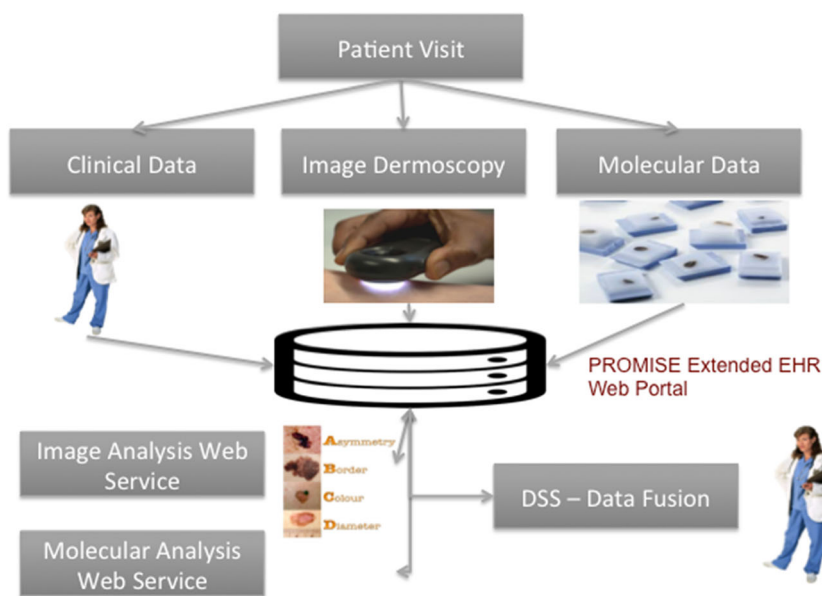 Patient Visit
Clinical Data
Image Dermoscopy
Molecular Data
PROMISE Extended EHR
Web Portal
Image Analysis Web
Service
Asymmetry
Border
Colour
Diameter
DSS – Data Fusion
Molecular Analysis
Web Service